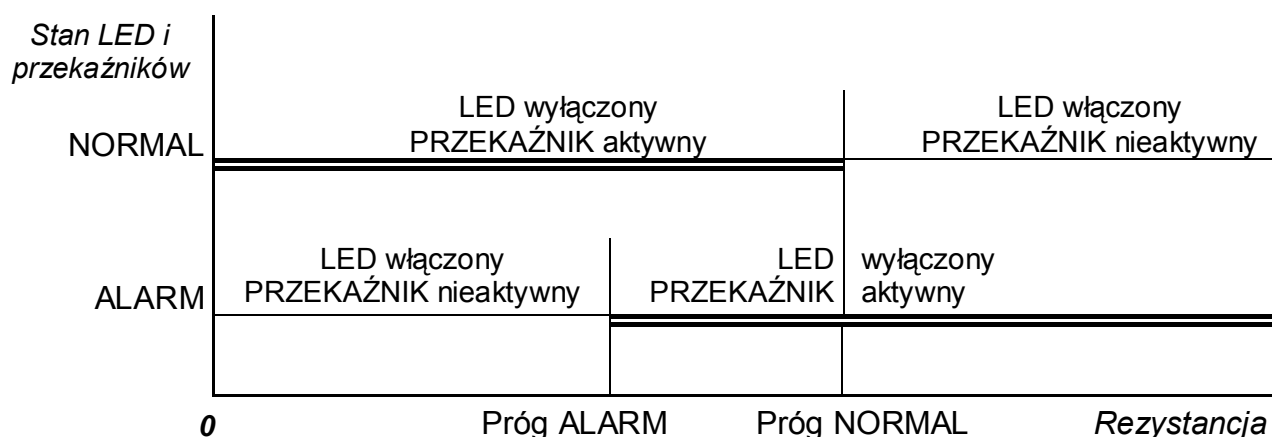 Stan LED i
przekaźników
LED wyłączony
PRZEKAŹNIK aktywny
LED włączony
PRZEKAŹNIK nieaktywny
NORMAL
LED włączony
PRZEKAŹNIK nieaktywny
LED wyłączony
PRZEKAŹNIK aktywny
ALARM
0 Próg ALARM Próg NORMAL Rezystancja